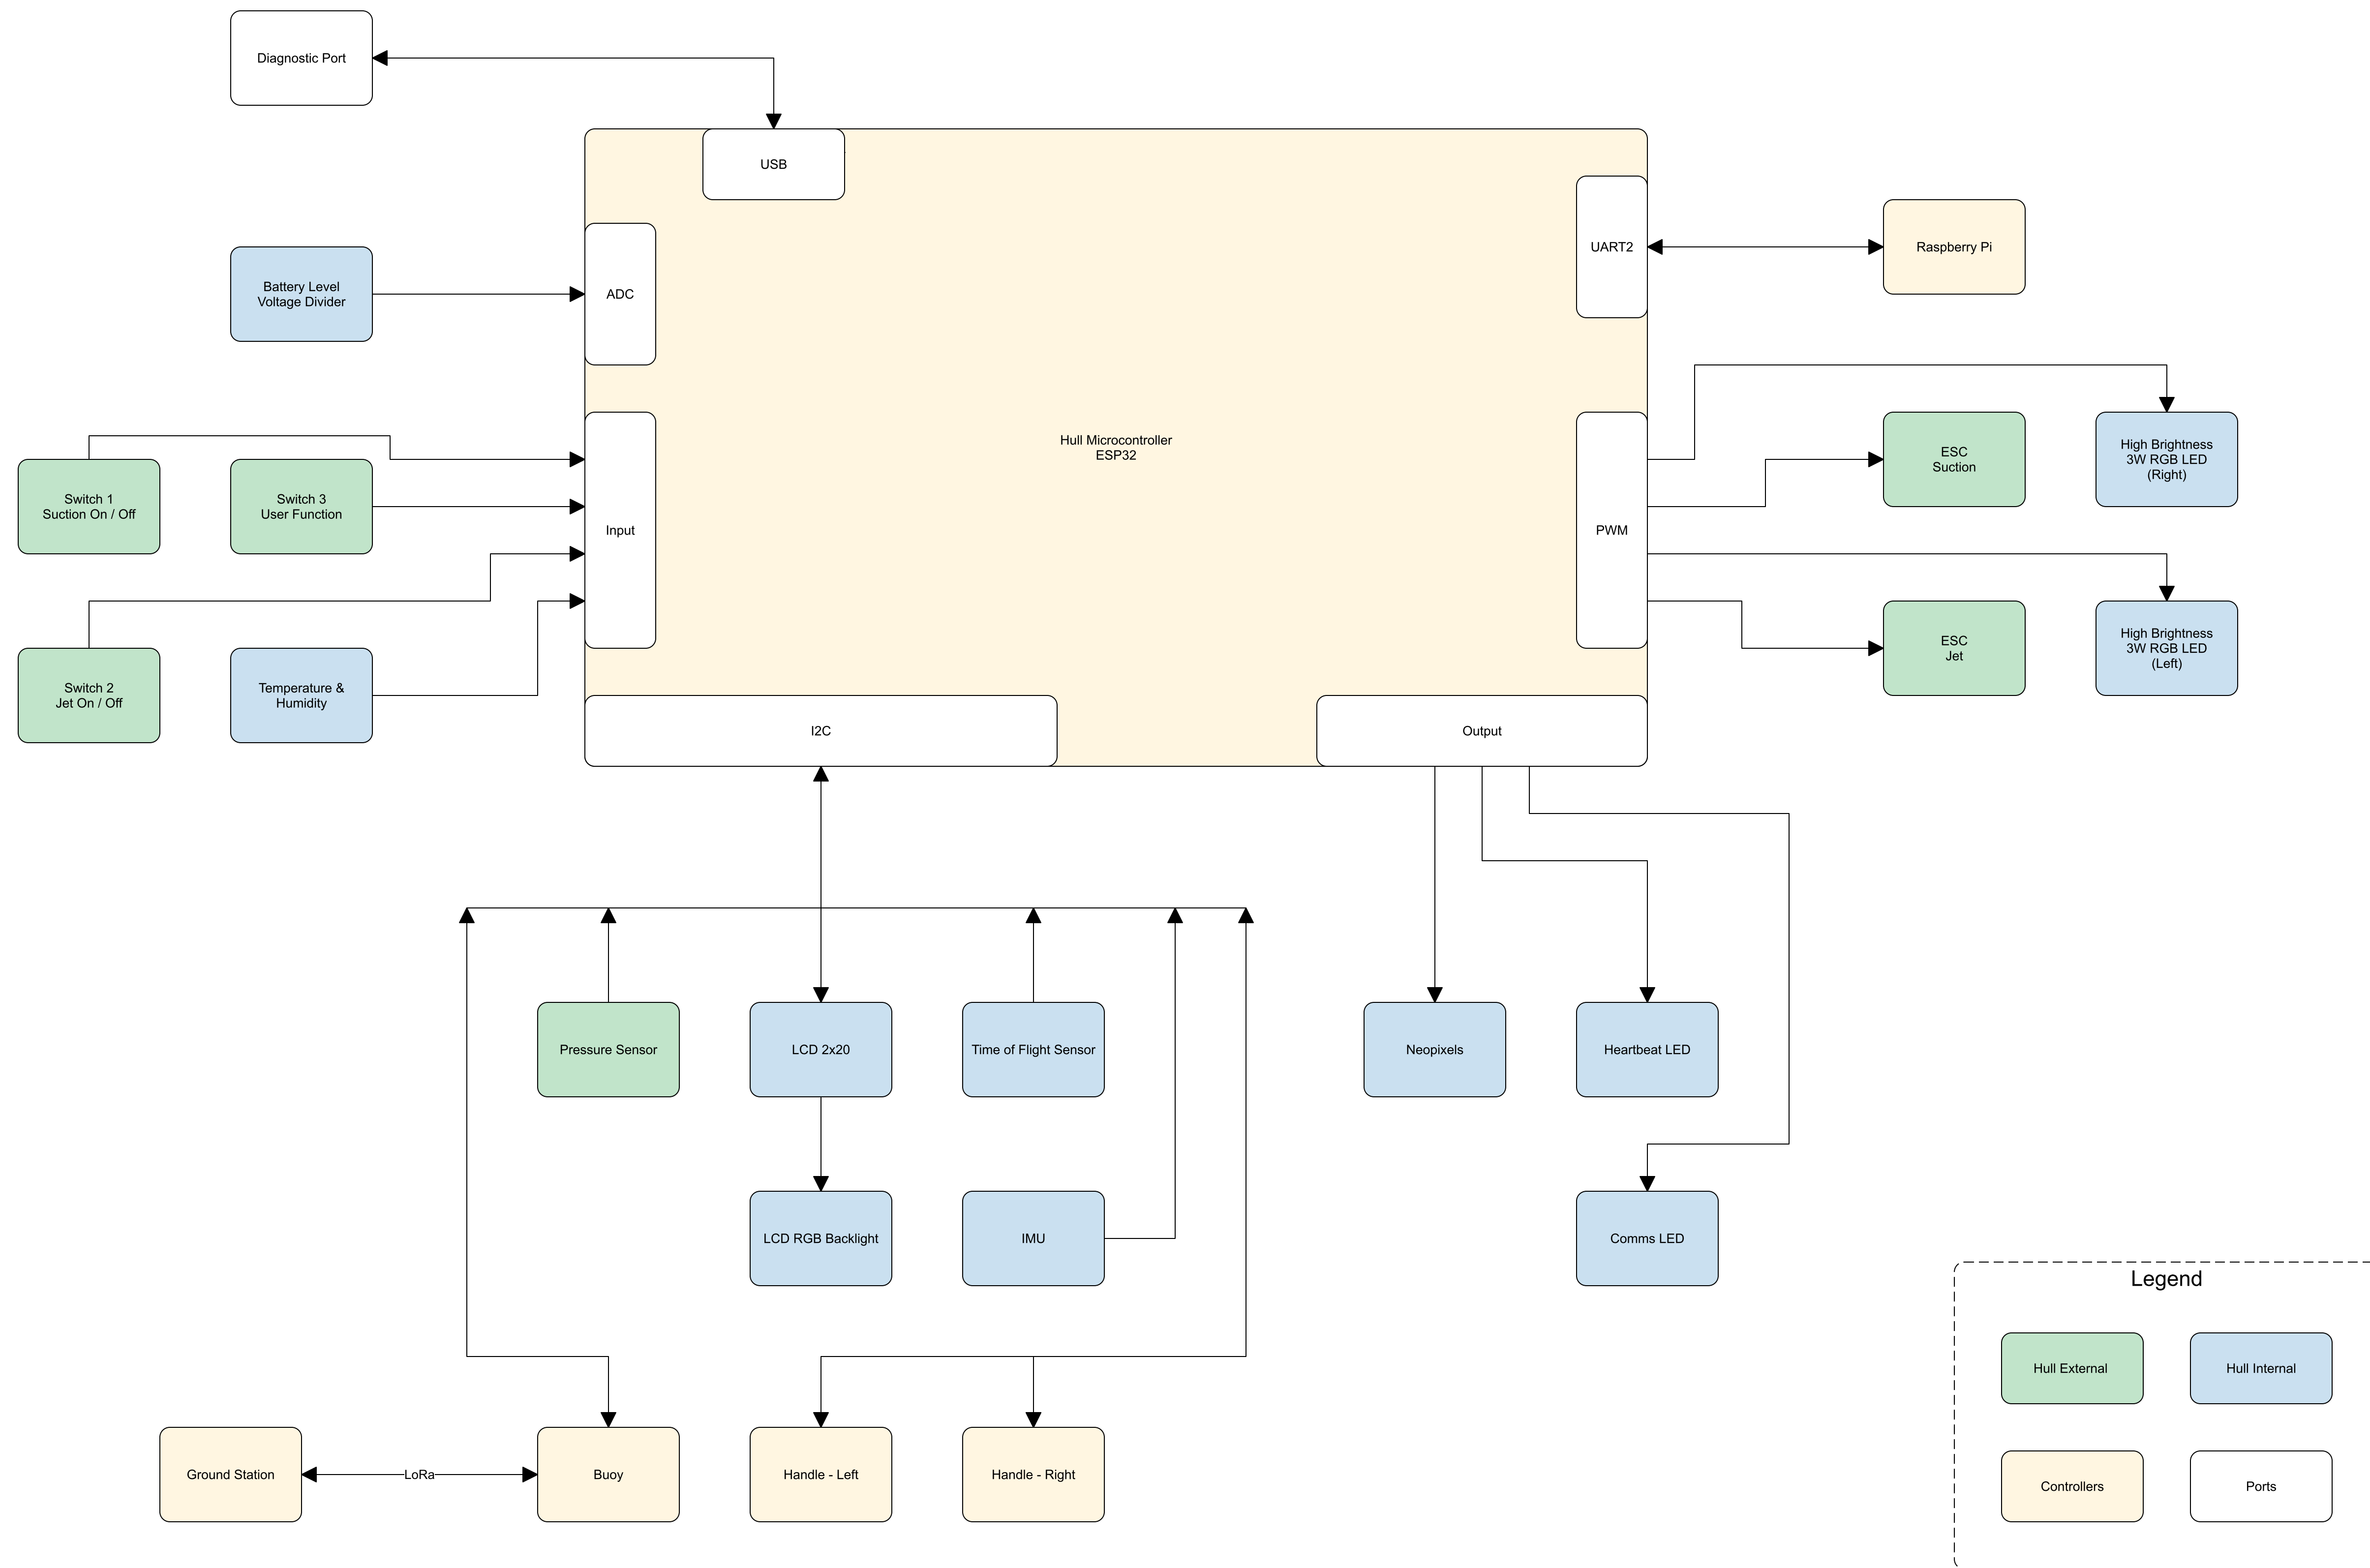 Diagnostic Port
USB
UART2
Raspberry Pi
Battery Level
Voltage Divider
ADC
Hull Microcontroller
ESP32
Switch 1
Suction On / Off
Switch 3
User Function
Input
PWM
ESC
Suction
High Brightness
3W RGB LED
(Right)
Switch 2
Jet On / Off
Temperature &
Humidity
ESC
Jet
High Brightness
3W RGB LED
(Left)
I2C
Output
Pressure Sensor
LCD 2x20
Time of Flight Sensor
Neopixels
Heartbeat LED
LCD RGB Backlight
IMU
Comms LED
Legend
Hull External
Hull Internal
Ground Station
LoRa
Buoy
Handle - Left
Handle - Right
Controllers
Ports